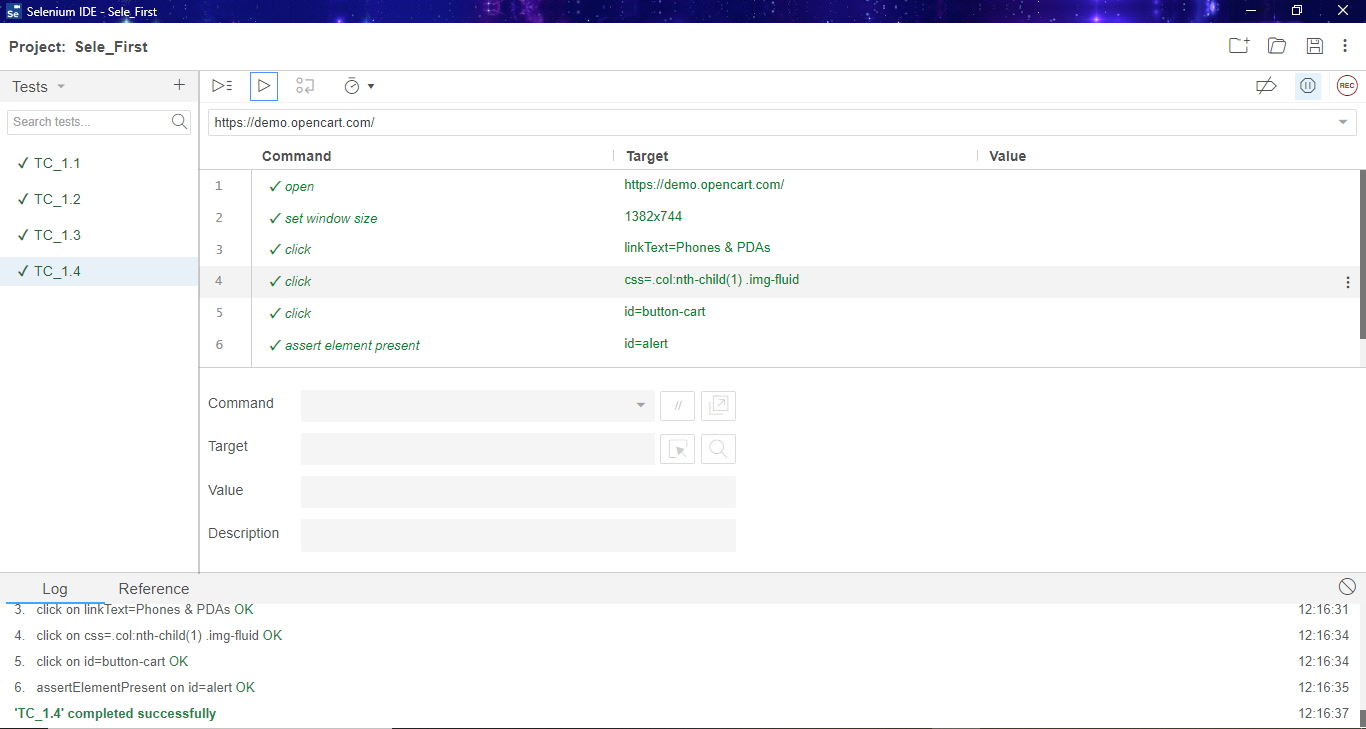 Se Selenium IDE - Sele_First
Project: Sele_First
Tests
Search tests...
✓ TC_1.1
✓ TC_1.2
✓ TC_1.3
✓ TC_1.4
REC
https://demo.opencart.com/
Command Target Value
1 ✓ open https://demo.opencart.com/
2 ✓ set window size 1382x744
3 ✓ click linkText=Phones & PDAs
4 ✓ click css=.col:nth-child(1) .img-fluid
5 ✓ click id=button-cart
6 ✓ assert element present id=alert
Command //
Target
Value
Description
Log Reference
3. click on linkText=Phones & PDAs OK 12:16:31
4. click on css=.col:nth-child(1) .img-fluid OK 12:16:34
5. click on id=button-cart OK 12:16:34
6. assertElementPresent on id=alert OK 12:16:35
'TC_1.4' completed successfully 12:16:37